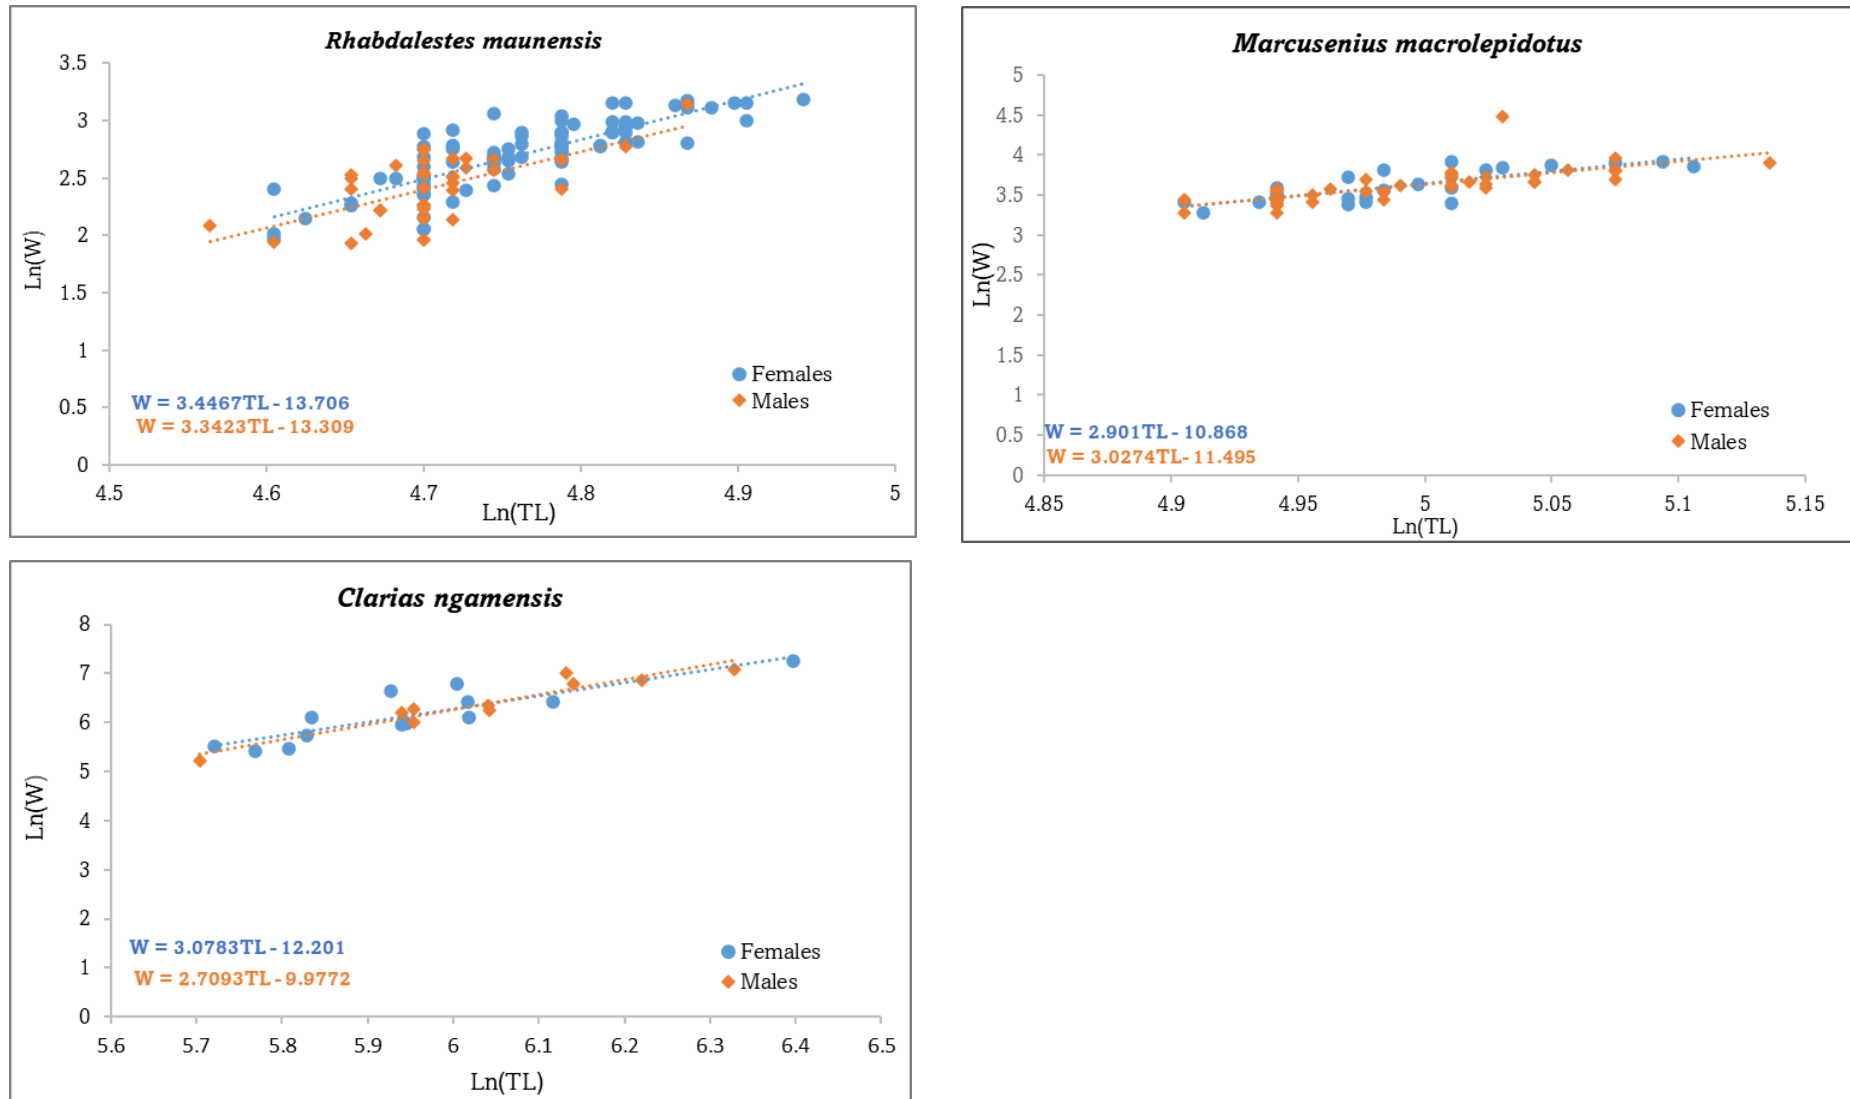 Rhabdalestes maunensis
3.5
3
2.5
2
1.5
1
0.5
0
Ln(W)
Females
Males
W = 3.4467TL - 13.706
W = 3.3423TL - 13.309
4.5 4.6 4.7 4.8 4.9 5
Ln(TL)
Marcusenius macrolepidotus
5
4.5
4
3.5
3
2.5
2
1.5
1
0.5
0
Ln(W)
Females
Males
W = 2.901TL - 10.868
W = 3.0274TL- 11.495
4.85 4.9 4.95 5 5.05 5.1 5.15
Ln(TL)
Clarias ngamensis
8
7
6
5
4
3
2
1
0
Ln(W)
W = 3.0783TL - 12.201
W = 2.7093TL - 9.9772
Females
Males
5.6 5.7 5.8 5.9 6 6.1 6.2 6.3 6.4 6.5
Ln(TL)